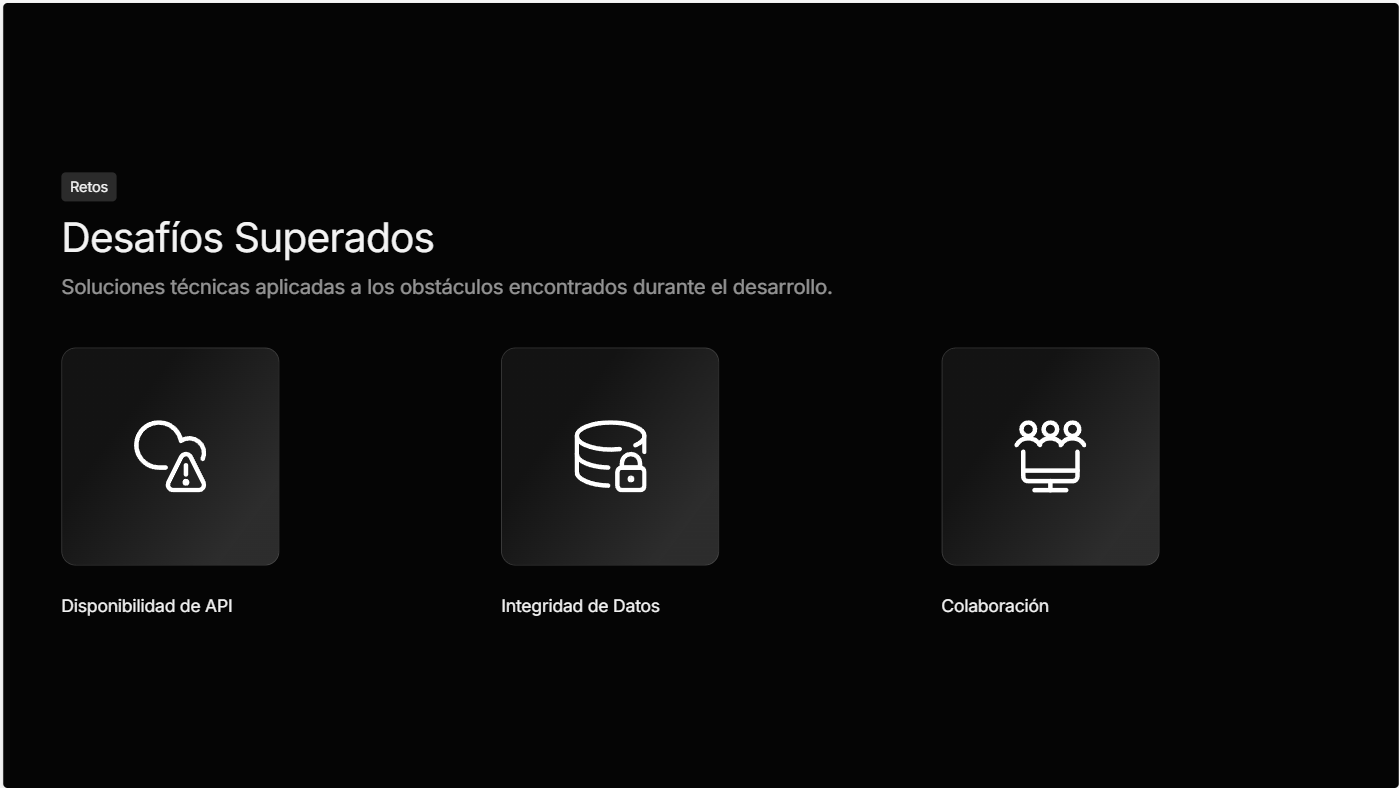 Retos
Desafíos Superados
Soluciones técnicas aplicadas a los obstáculos encontrados durante el desarrollo.
Disponibilidad de API
Integridad de Datos
Colaboración